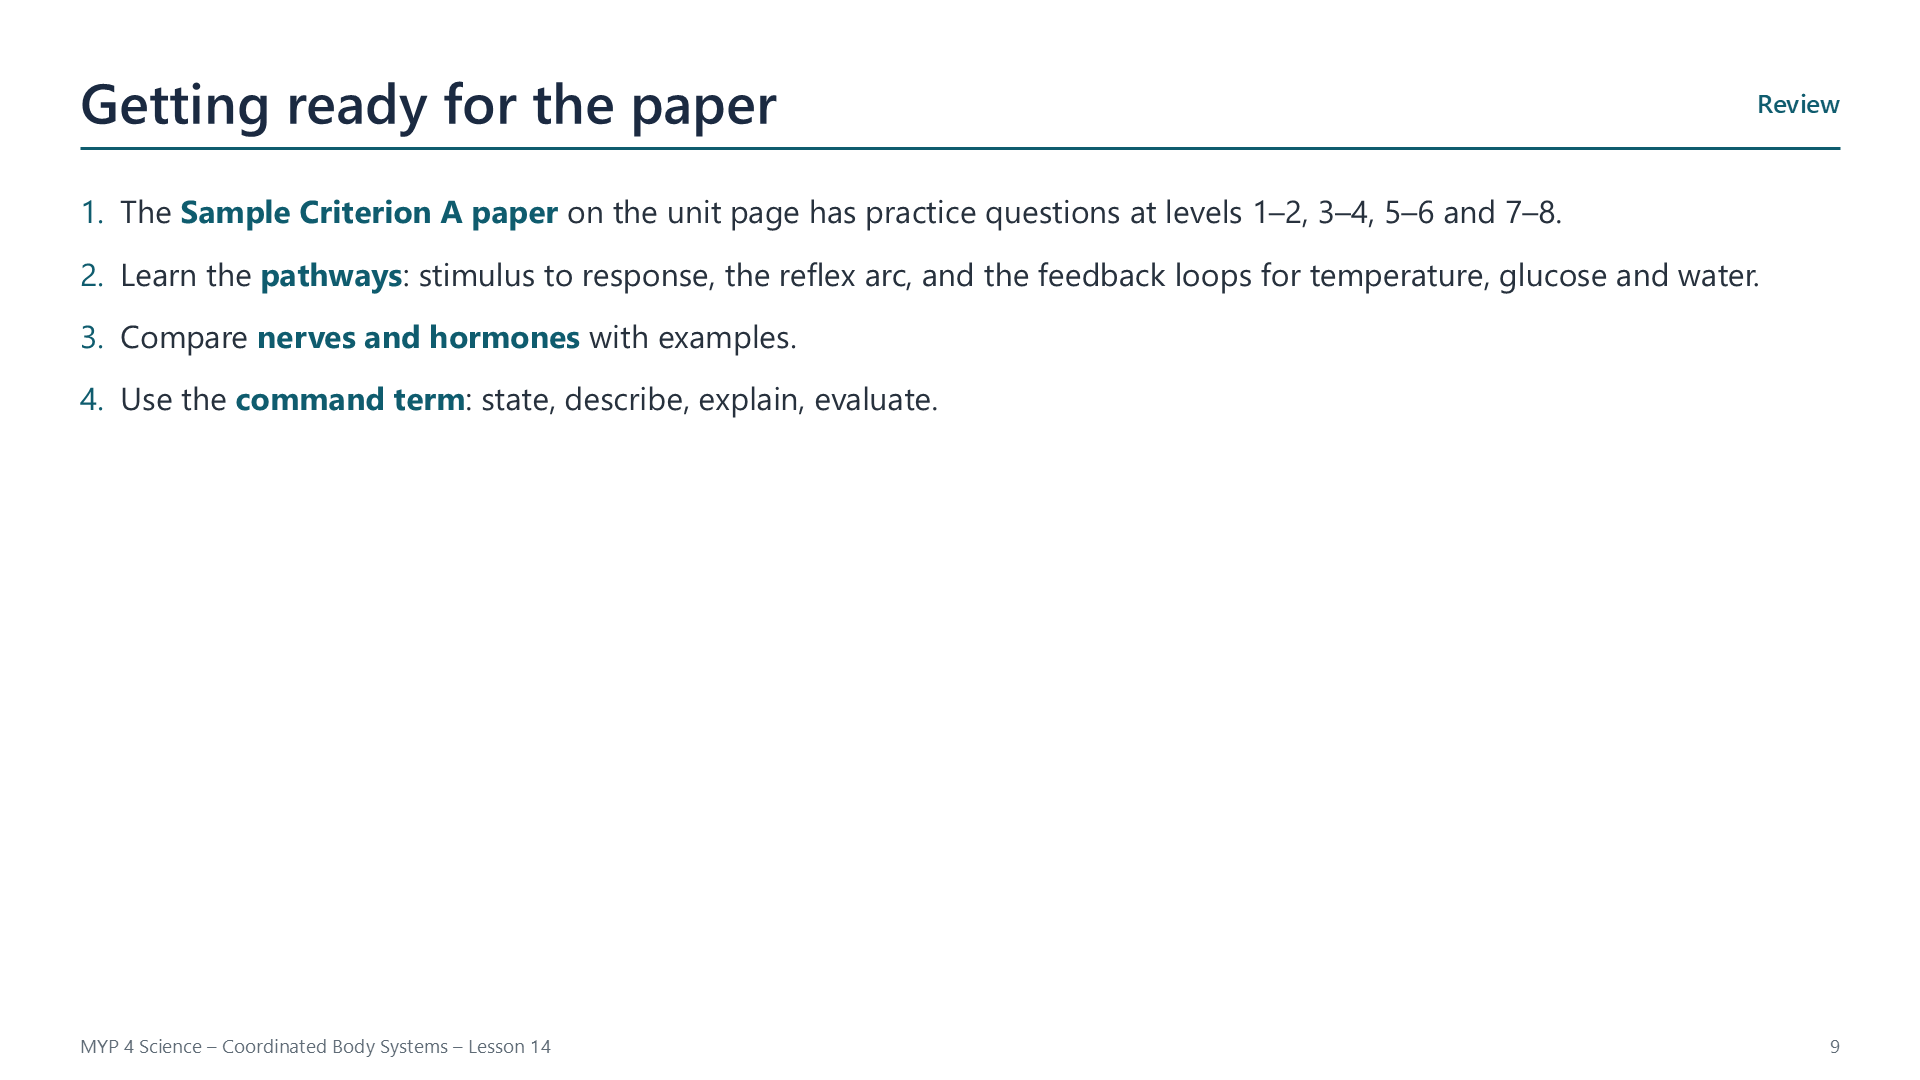 Getting ready for the paper
Review
1. The Sample Criterion A paper on the unit page has practice questions at levels 1–2, 3–4, 5–6 and 7–8.
2. Learn the pathways: stimulus to response, the reflex arc, and the feedback loops for temperature, glucose and water.
3. Compare nerves and hormones with examples.
4. Use the command term: state, describe, explain, evaluate.
MYP 4 Science – Coordinated Body Systems – Lesson 14
9